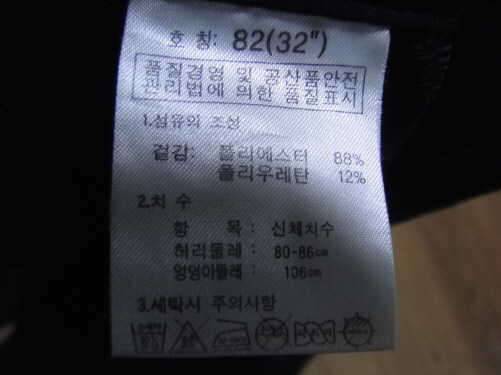 호 칭: 82(32")
품질경영 및 공산품안전
관리법에 의한 품질표시
1.섬유의 조성
겉감: 폴리에스터 88%
폴리우레탄 12%
2.치 수
항 목 : 신체치수
허리둘레 : 80-86cm
엉덩이둘레 : 106cm
3.세탁시 주의사항